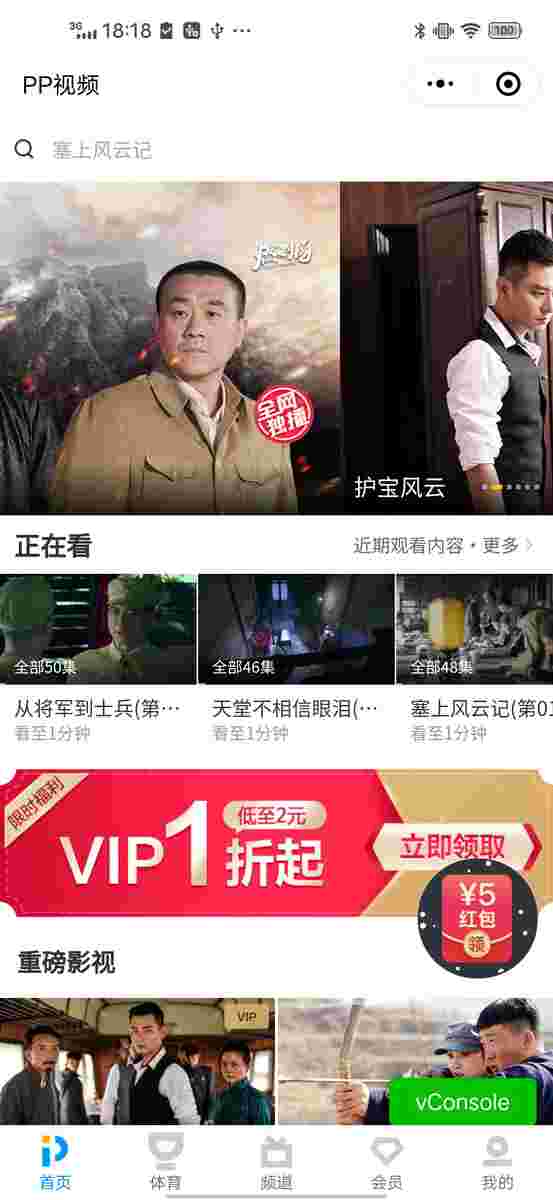 3G 18:18 100
PP视频
塞上风云记
全网
独播
护宝风云
正在看
近期观看内容·更多
全部50集
全部46集
全部48集
从将军到士兵(第…
天堂不相信眼泪(…
塞上风云记(第01
看至1分钟
看至1分钟
看至1分钟
限时福利
VIP1折起
低至2元
立即领取
¥5
红包
领
重磅影视
VIP
vConsole
首页
体育
频道
会员
我的